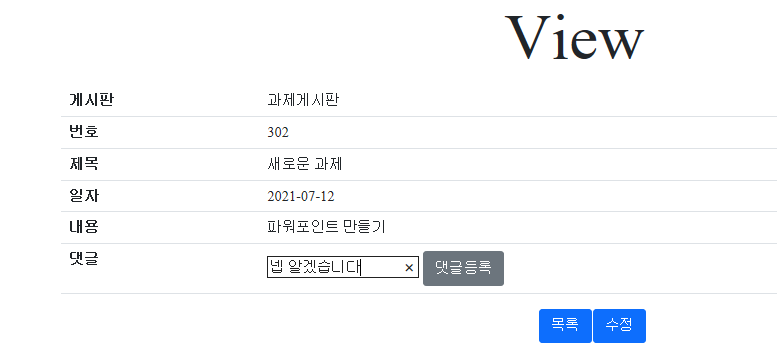 View
게시판 과제게시판
번호 302
제목 새로운 과제
일자 2021-07-12
내용 파워포인트 만들기
댓글 넵 알겠습니다 × 댓글등록
목록 수정